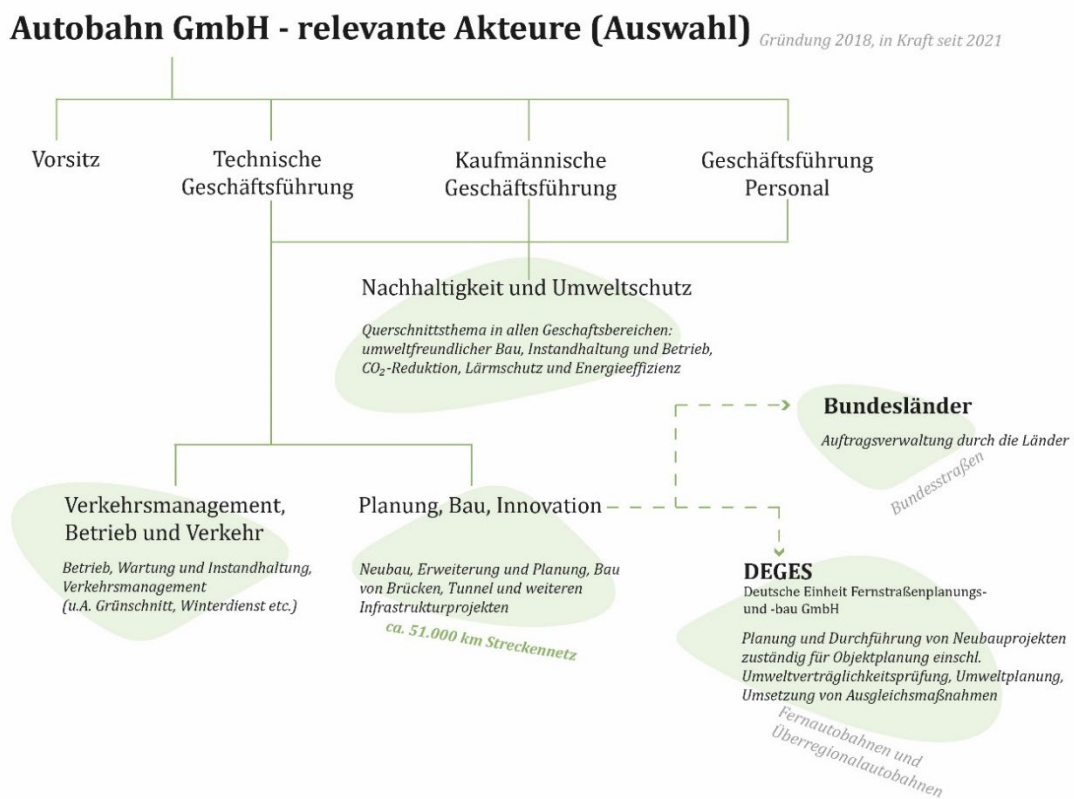 Autobahn GmbH - relevante Akteure (Auswahl)
Gründung 2018, in Kraft seit 2021
Vorsitz
Technische
Geschäftsführung
Kaufmännische
Geschäftsführung
Geschäftsführung
Personal
Nachhaltigkeit und Umweltschutz
Querschnittsthema in allen Geschaftsbereichen:
umweltfreundlicher Bau, Instandhaltung und Betrieb,
CO₂-Reduktion, Lärmschutz und Energieeffizienz
Bundesländer
Auftragsverwaltung durch die Länder
Bundesstraßen
Verkehrsmanagement,
Betrieb und Verkehr
Betrieb, Wartung und Instandhaltung,
Verkehrsmanagement
(u.A. Grünschnitt, Winterdienst etc.)
Planung, Bau, Innovation
Neubau, Erweiterung und Planung, Bau
von Brücken, Tunnel und weiteren
Infrastrukturprojekten
ca. 51.000 km Streckennetz
DEGES
Deutsche Einheit Fernstraßenplanungs-
und -bau GmbH
Planung und Durchführung von Neubauprojekten
zuständig für Objektplanung einschl.
Umweltverträglichkeitsprüfung, Umweltplanung,
Umsetzung von Ausgleichsmaßnahmen
Fernautobahnen und
Überregionalautobahnen